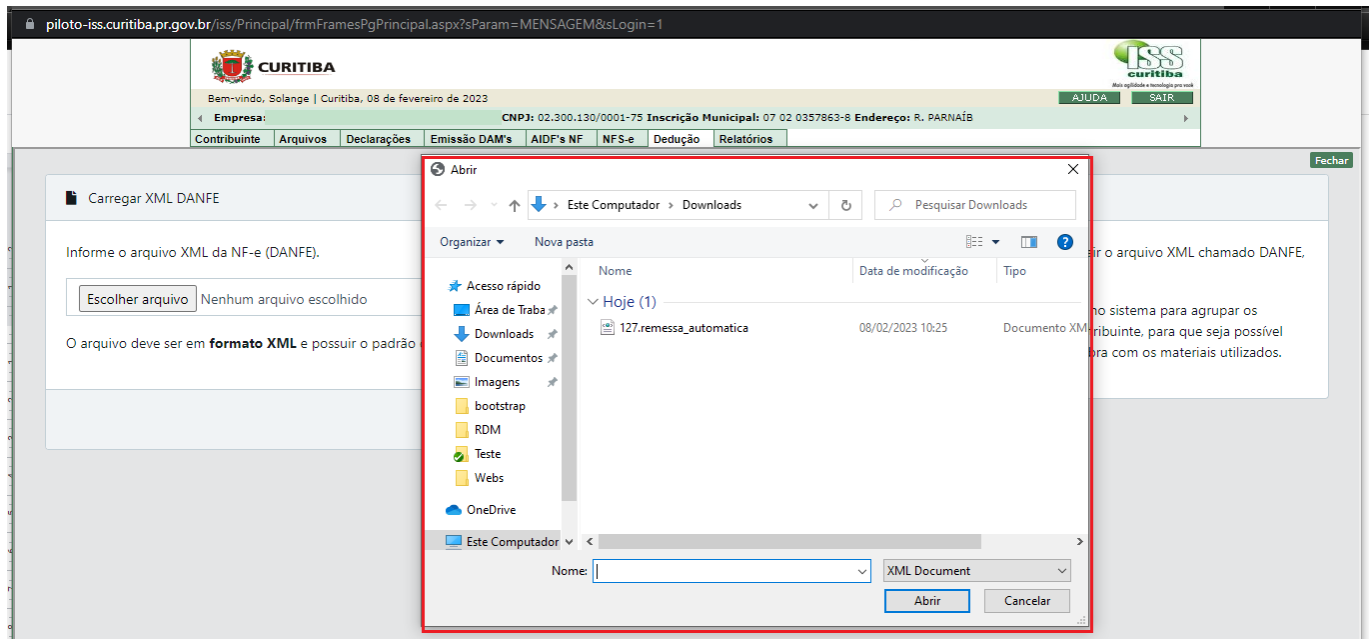 piloto-iss.curitiba.pr.gov.br/iss/Principal/frmFramesPgPrincipal.aspx?sParam=MENSAGEM&sLogin=1
CURITIBA
ISS
curitiba
Mais agilidade e tecnologia pra você
Bem-vindo, Solange | Curitiba, 08 de fevereiro de 2023
AJUDA SAIR
Empresa: CNPJ: 02.300.130/0001-75 Inscrição Municipal: 07 02 0357863-8 Endereço: R. PARNAÍB
Contribuinte Arquivos Declarações Emissão DAM's AIDF's NF NFS-e Dedução Relatórios
Fechar
Carregar XML DANFE
Informe o arquivo XML da NF-e (DANFE).
Escolher arquivo Nenhum arquivo escolhido
O arquivo deve ser em formato XML e possuir o padrão
Abrir
Este Computador > Downloads
Pesquisar Downloads
Organizar Nova pasta
Nome Data de modificação Tipo
Acesso rápido
Área de Traba
Downloads
Documentos
Imagens
bootstrap
RDM
Teste
Webs
OneDrive
Este Computador
Hoje (1)
127.remessa_automatica 08/02/2023 10:25 Documento XM
Nome:
XML Document
Abrir Cancelar
ir o arquivo XML chamado DANFE,
no sistema para agrupar os
ribuinte, para que seja possível
bra com os materiais utilizados.